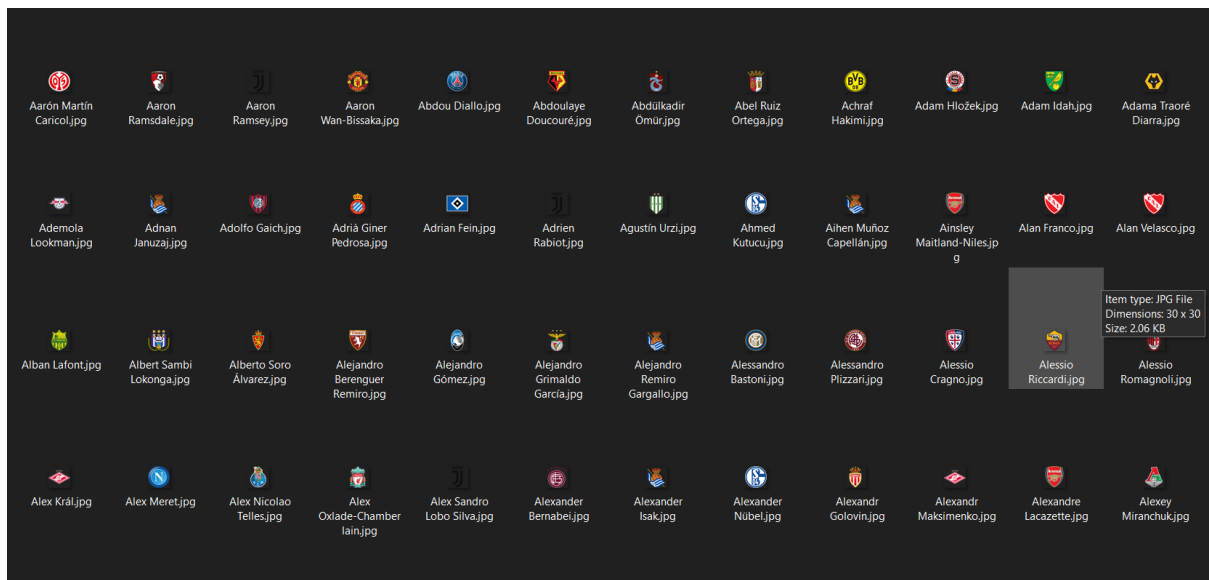 Aarón Martín
Caricol.jpg
Aaron
Ramsdale.jpg
Aaron
Ramsey.jpg
Aaron
Wan-Bissaka.jpg
Abdou Diallo.jpg
Abdoulaye
Doucouré.jpg
Abdülkadir
Ömür.jpg
Abel Ruiz
Ortega.jpg
Achraf
Hakimi.jpg
Adam Hložek.jpg
Adam Idah.jpg
Adama Traoré
Diarra.jpg
Ademola
Lookman.jpg
Adnan
Januzaj.jpg
Adolfo Gaich.jpg
Adrià Giner
Pedrosa.jpg
Adrian Fein.jpg
Adrien
Rabiot.jpg
Agustín Urzi.jpg
Ahmed
Kutucu.jpg
Aihen Muñoz
Capellán.jpg
Ainsley
Maitland-Niles.jp
g
Alan Franco.jpg
Alan Velasco.jpg
Item type: JPG File
Dimensions: 30 x 30
Size: 2.06 KB
Alban Lafont.jpg
Albert Sambi
Lokonga.jpg
Alberto Soro
Álvarez.jpg
Alejandro
Berenguer
Remiro.jpg
Alejandro
Gómez.jpg
Alejandro
Grimaldo
García.jpg
Alejandro
Remiro
Gargallo.jpg
Alessandro
Bastoni.jpg
Alessandro
Plizzari.jpg
Alessio
Cragno.jpg
Alessio
Riccardi.jpg
Alessio
Romagnoli.jpg
Alex Král.jpg
Alex Meret.jpg
Alex Nicolao
Telles.jpg
Alex
Oxlade-Chamber
lain.jpg
Alex Sandro
Lobo Silva.jpg
Alexander
Bernabei.jpg
Alexander
Isak.jpg
Alexander
Nübel.jpg
Alexandr
Golovin.jpg
Alexandr
Maksimenko.jpg
Alexandre
Lacazette.jpg
Alexey
Miranchuk.jpg